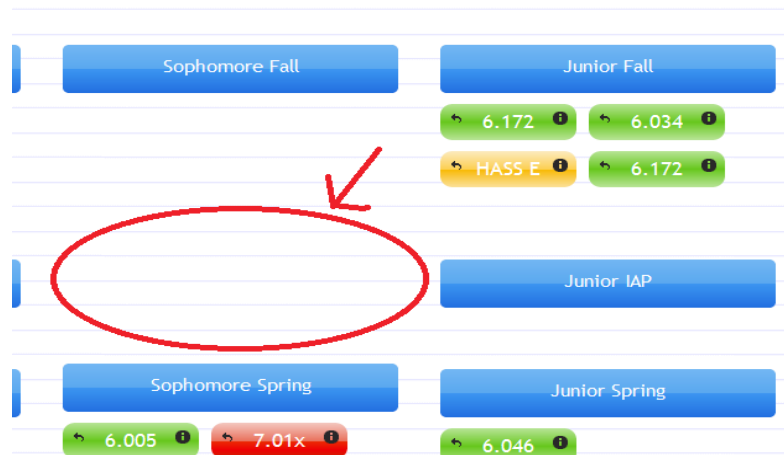 Sophomore Fall
Junior Fall
6.172 6.034
HASS E 6.172
Junior IAP
Sophomore Spring
Junior Spring
6.005 7.01x
6.046